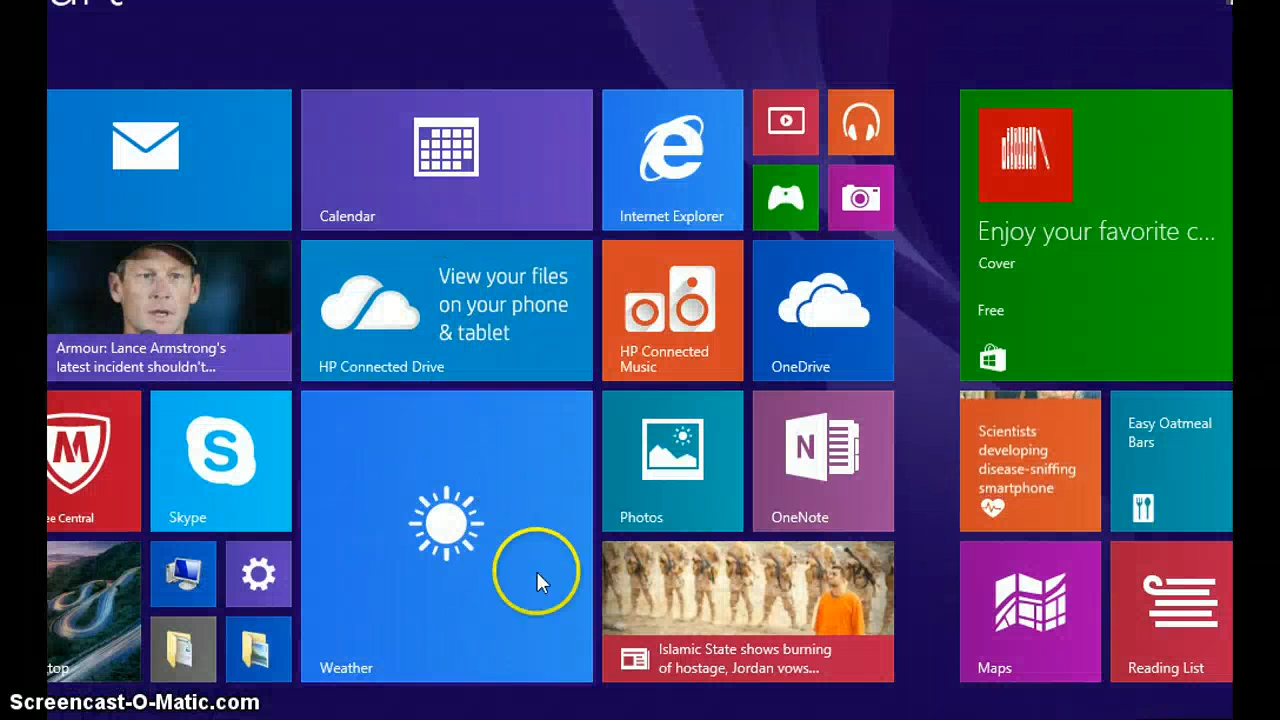 Calendar
Internet Explorer
Enjoy your favorite c...
Cover
Free
Armour: Lance Armstrong's
latest incident shouldn't...
View your files
on your phone
& tablet
HP Connected Drive
HP Connected
Music
OneDrive
M
ee Central
S
Skype
Weather
Photos
N
OneNote
Scientists
developing
disease-sniffing
smartphone
Easy Oatmeal
Bars
top
Islamic State shows burning
of hostage, Jordan vows...
Maps
Reading List
Screencast-O-Matic.com